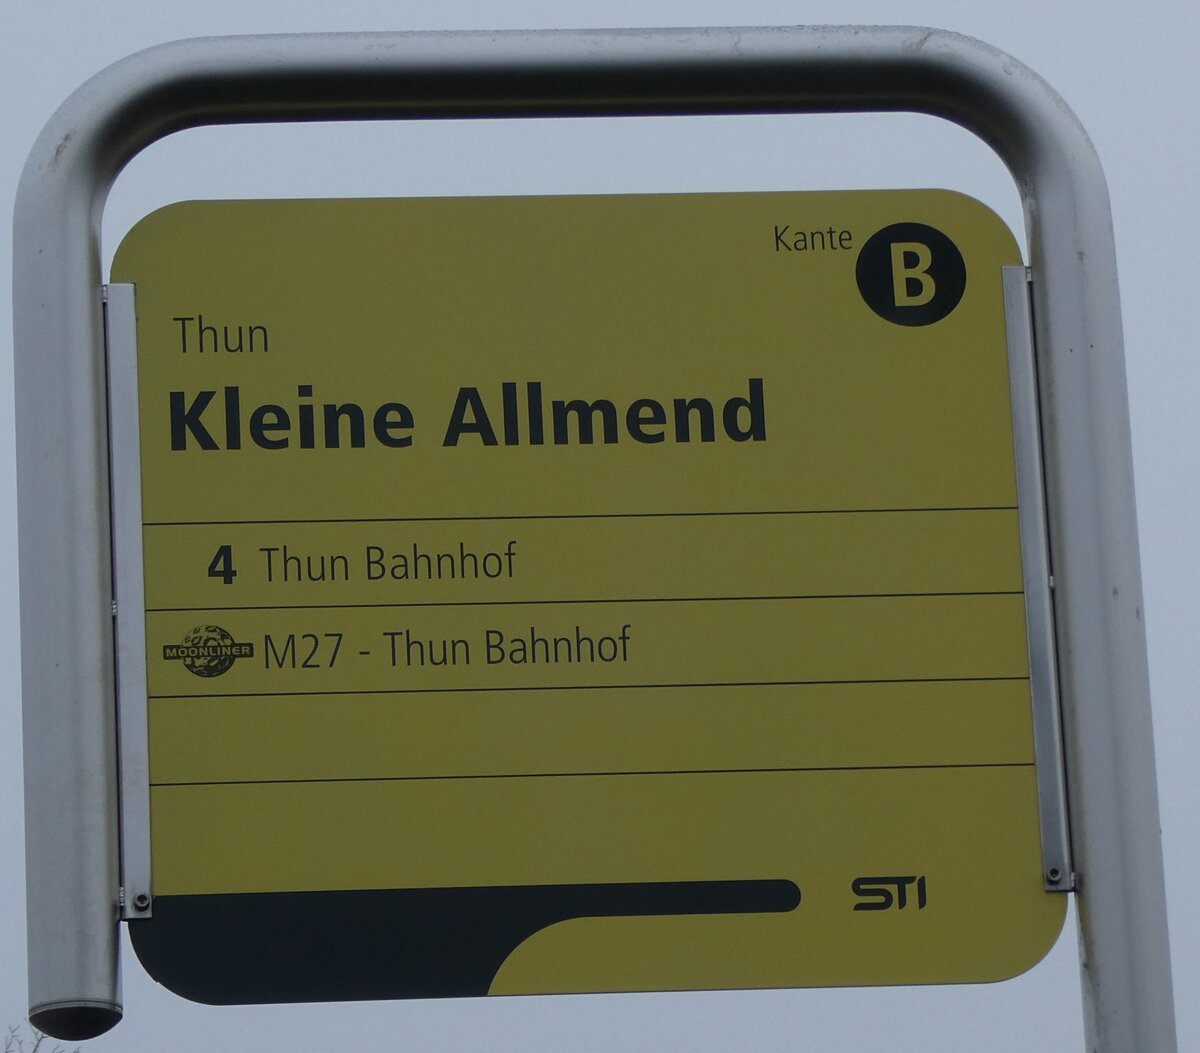 Kante B
Thun
Kleine Allmend
4 Thun Bahnhof
MOONLINER M27 - Thun Bahnhof
STI